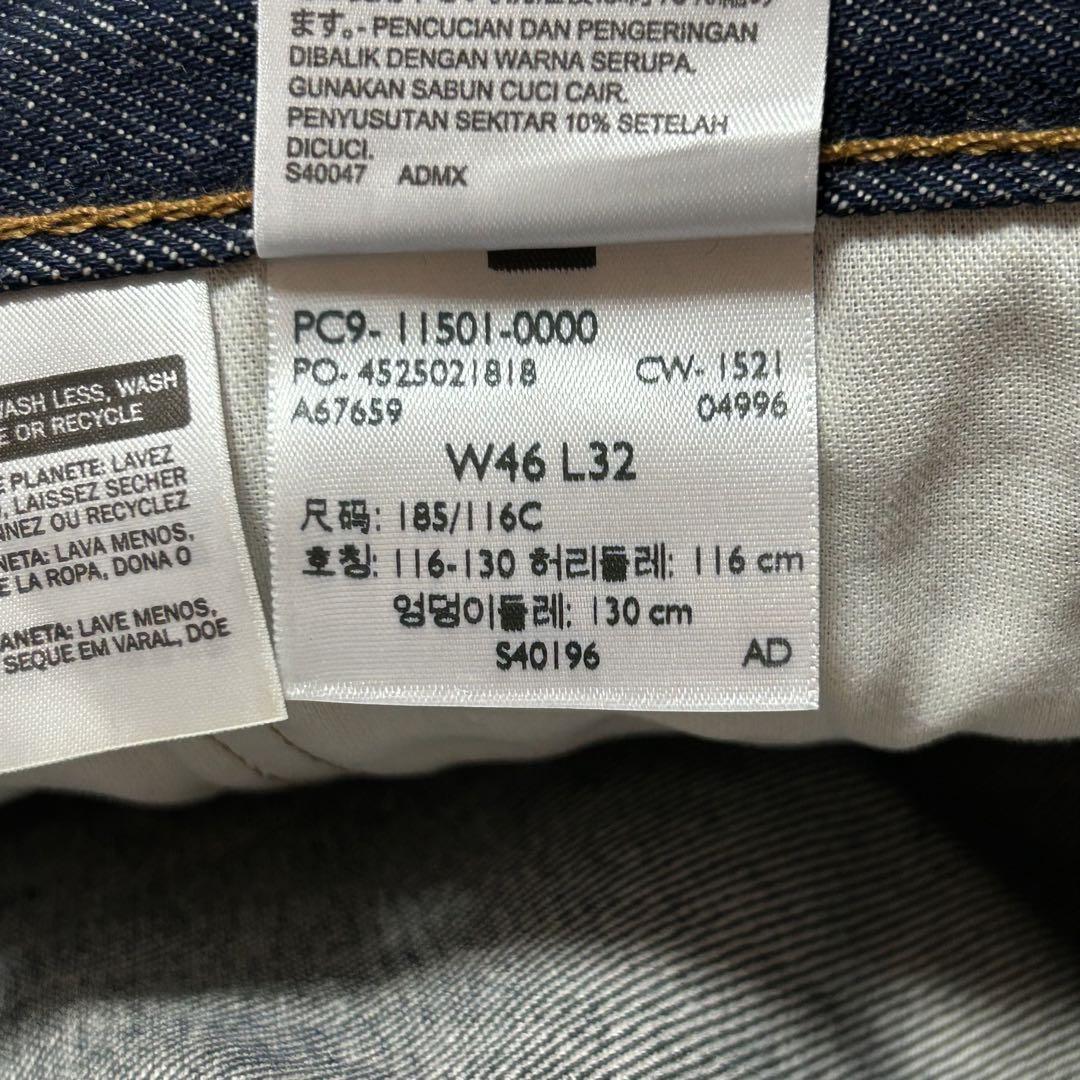 ます。- PENCUCIAN DAN PENGERINGAN
DIBALIK DENGAN WARNA SERUPA.
GUNAKAN SABUN CUCI CAIR.
PENYUSUTAN SEKITAR 10% SETELAH
DICUCI.
S40047 ADMX
PC9- 11501-0000
PO- 4525021818 CW- 1521
A67659 04996
W46 L32
尺码: 185/116C
호칭: 116-130 허리둘레: 116 cm
엉덩이둘레: 130 cm
S40196 AD
WASH LESS, WASH
OR RECYCLE
PLANETE: LAVEZ
LAISSEZ SECHER
OU RECYCLEZ
LAVA MENOS,
LA ROPA, DONA O
LAVE MENOS,
SEQUE EM VARAL, DOE